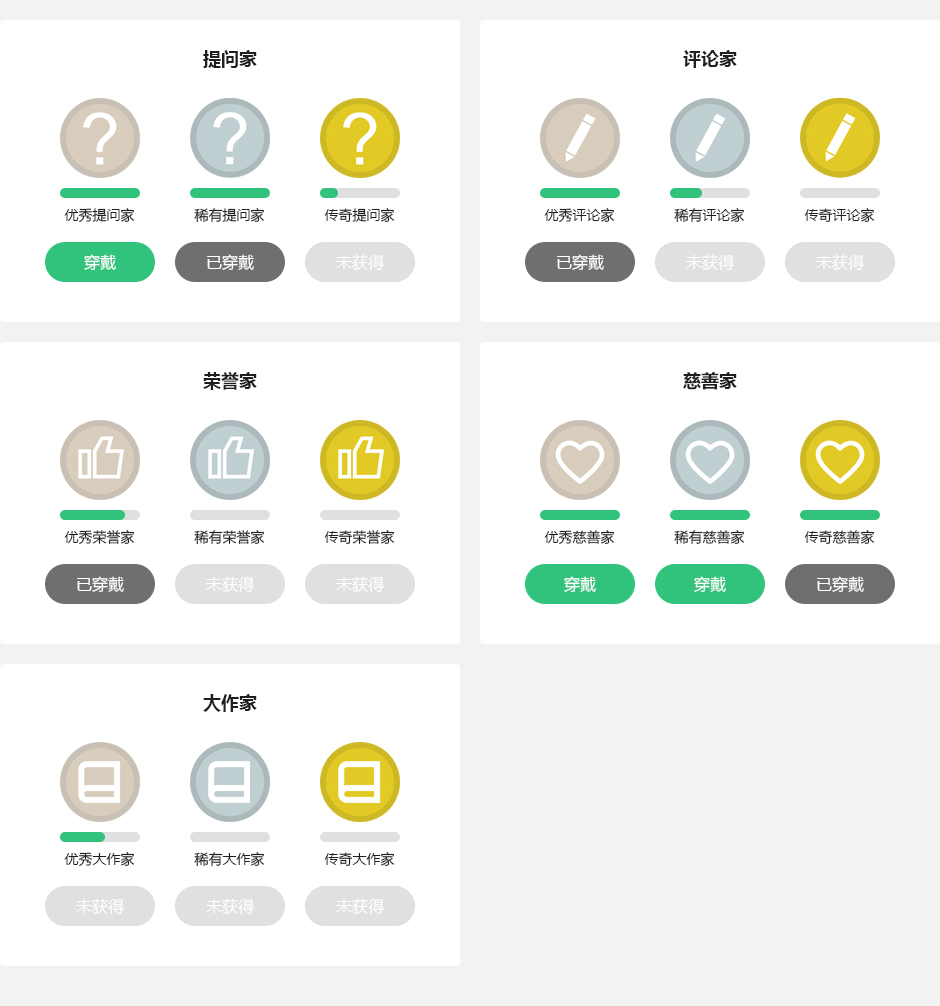 提问家
优秀提问家 稀有提问家 传奇提问家
穿戴 已穿戴 未获得
评论家
优秀评论家 稀有评论家 传奇评论家
已穿戴 未获得 未获得
荣誉家
优秀荣誉家 稀有荣誉家 传奇荣誉家
已穿戴 未获得 未获得
慈善家
优秀慈善家 稀有慈善家 传奇慈善家
穿戴 穿戴 已穿戴
大作家
优秀大作家 稀有大作家 传奇大作家
未获得 未获得 未获得